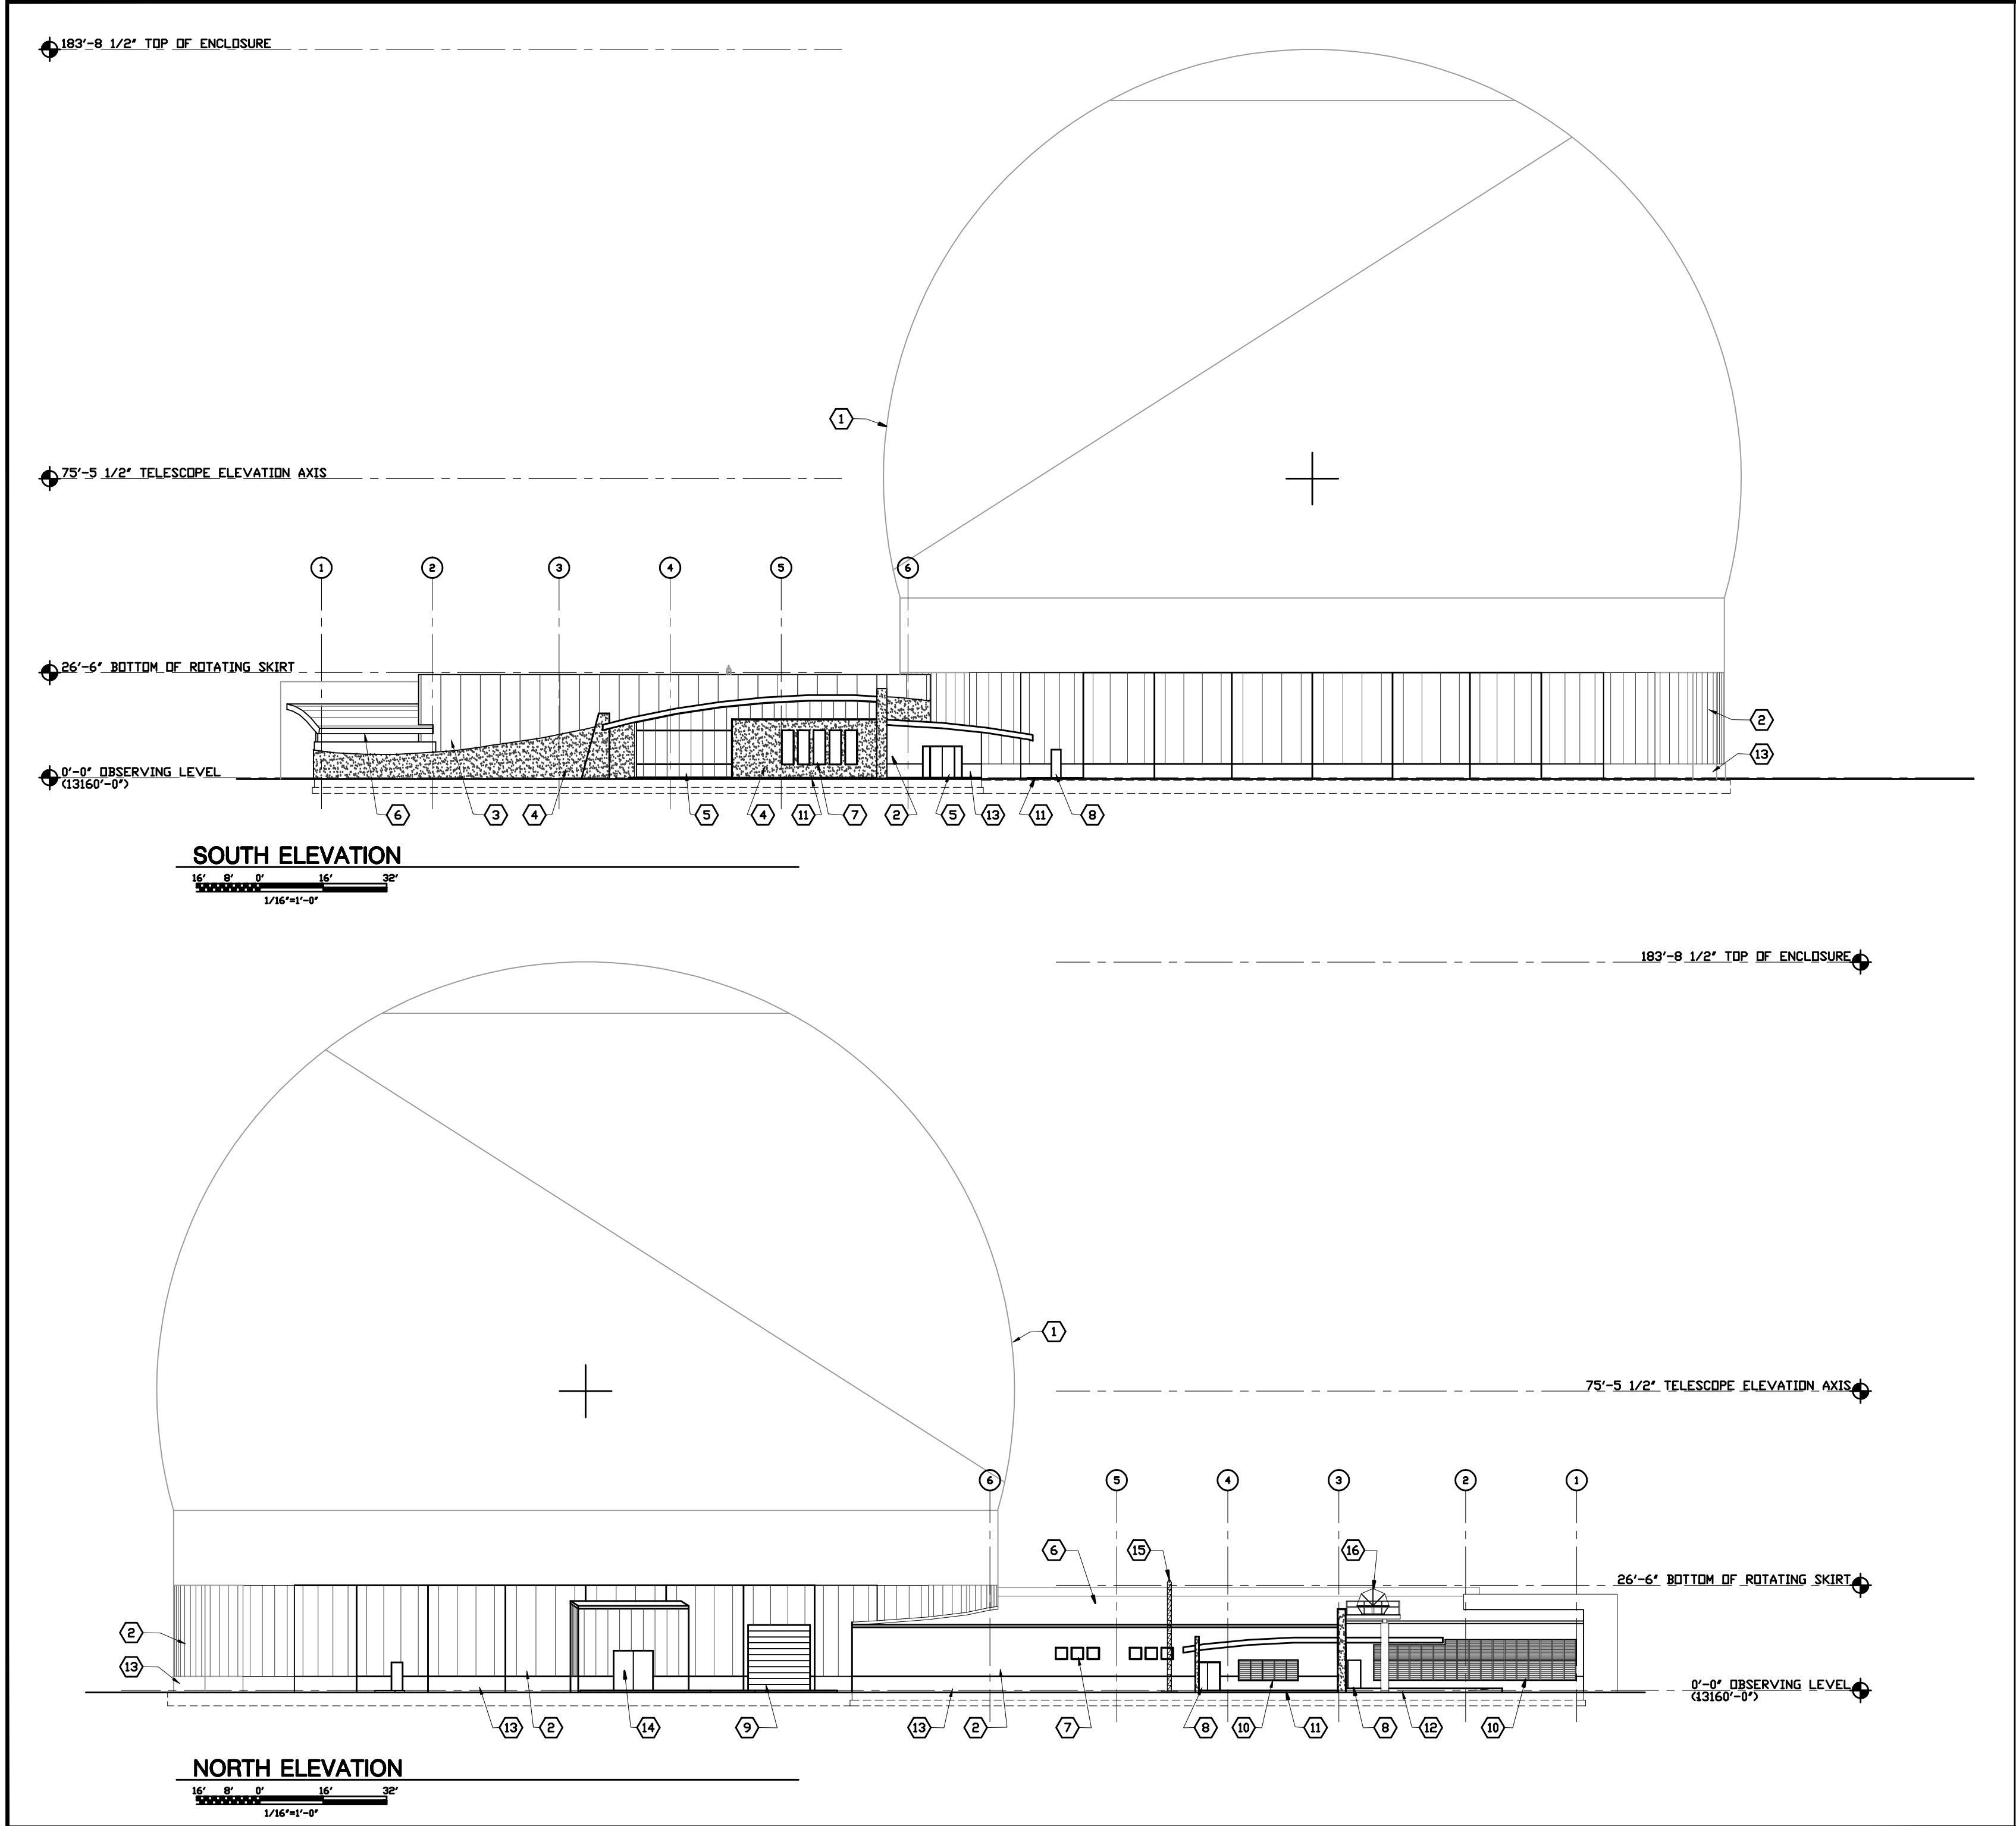 183'-8 1/2" TOP OF ENCLOSURE
1
75'-5 1/2" TELESCOPE ELEVATION AXIS
1 2 3 4 5 6
26'-6" BOTTOM OF ROTATING SKIRT
2
13
0'-0" OBSERVING LEVEL
(13160'-0")
6 3 4 5 4 11 7 2 5 13 11 8
SOUTH ELEVATION
16' 8' 0' 16' 32'
1/16"=1'-0"
183'-8 1/2" TOP OF ENCLOSURE
1
75'-5 1/2" TELESCOPE ELEVATION AXIS
6 5 4 3 2 1
6 15 16
26'-6" BOTTOM OF ROTATING SKIRT
2
13
0'-0" OBSERVING LEVEL
(13160'-0")
13 2 14 9 13 2 7 8 10 11 8 12 10
NORTH ELEVATION
16' 8' 0' 16' 32'
1/16"=1'-0"